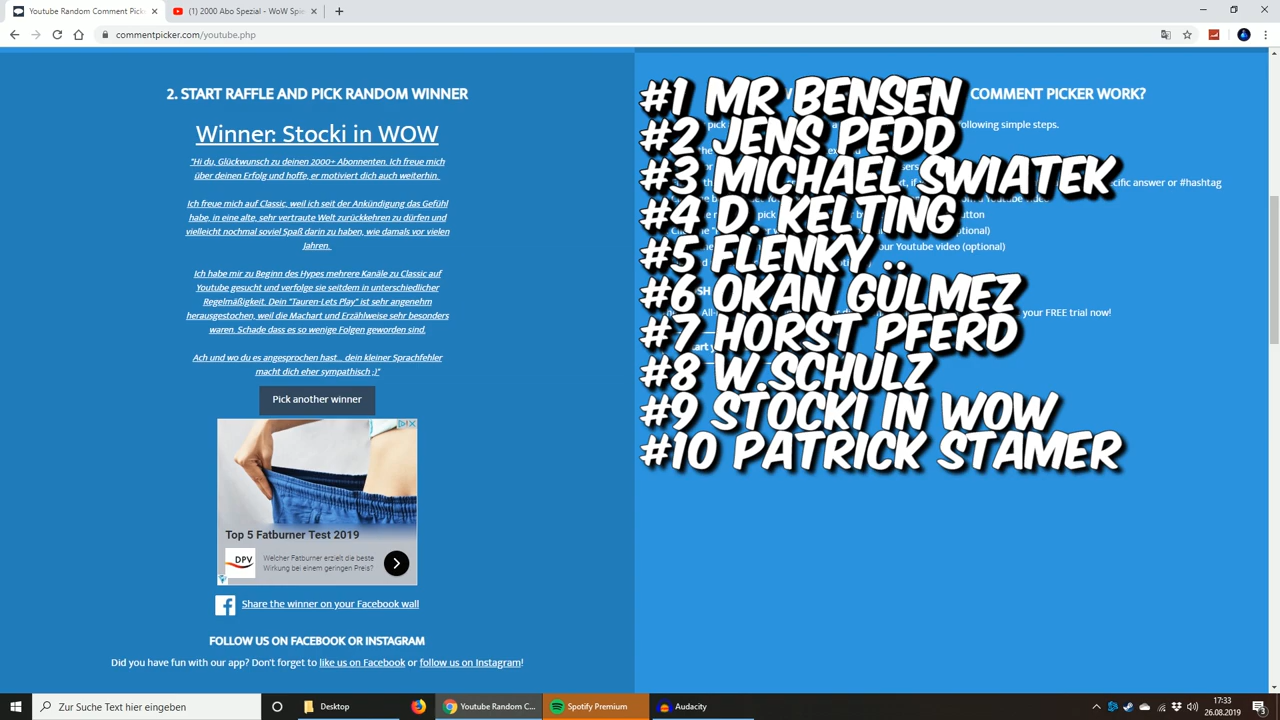 Youtube Random Comment Pick
(1) 2000 Abo Spezial - WoW Spie
commentpicker.com/youtube.php
2. START RAFFLE AND PICK RANDOM WINNER
Winner: Stocki in WOW
"Hi du, Glückwunsch zu deinen 2000+ Abonnenten. Ich freue mich
über deinen Erfolg und hoffe, er motiviert dich auch weiterhin.
Ich freue mich auf Classic, weil ich seit der Ankündigung das Gefühl
habe, in eine alte, sehr vertraute Welt zurückkehren zu dürfen und
vielleicht nochmal soviel Spaß darin zu haben, wie damals vor vielen
Jahren.
Ich habe mir zu Beginn des Hypes mehrere Kanäle zu Classic auf
Youtube gesucht und verfolge sie seitdem in unterschiedlicher
Regelmäßigkeit. Dein "Tauren-Lets Play" ist sehr angenehm
herausgestochen, weil die Machart und Erzählweise sehr besonders
waren. Schade dass es so wenige Folgen geworden sind.
Ach und wo du es angesprochen hast... dein kleiner Sprachfehler
macht dich eher sympathisch ;)"
Pick another winner
Top 5 Fatburner Test 2019
DPV
Welcher Fatburner erzielt die beste
Wirkung bei einem geringen Preis?
Share the winner on your Facebook wall
FOLLOW US ON FACEBOOK OR INSTAGRAM
Did you have fun with our app? Don't forget to like us on Facebook or follow us on Instagram!
COMMENT PICKER WORK?
following simple steps.
cific answer or #hashtag
button
(optional)
your Youtube video (optional)
your FREE trial now!
#1 MR BENSEN
#2 JENS PEDD
#3 MICHAEL SWIATEK
#4 D. KELTING
#5 FLENKY
#6 OKAN GÜLMEZ
#7 HORST PFERD
#8 W.SCHULZ
#9 STOCKI IN WOW
#10 PATRICK STAMER
Zur Suche Text hier eingeben
Desktop
Youtube Random C...
Spotify Premium
Audacity
17:33
26.08.2019
3